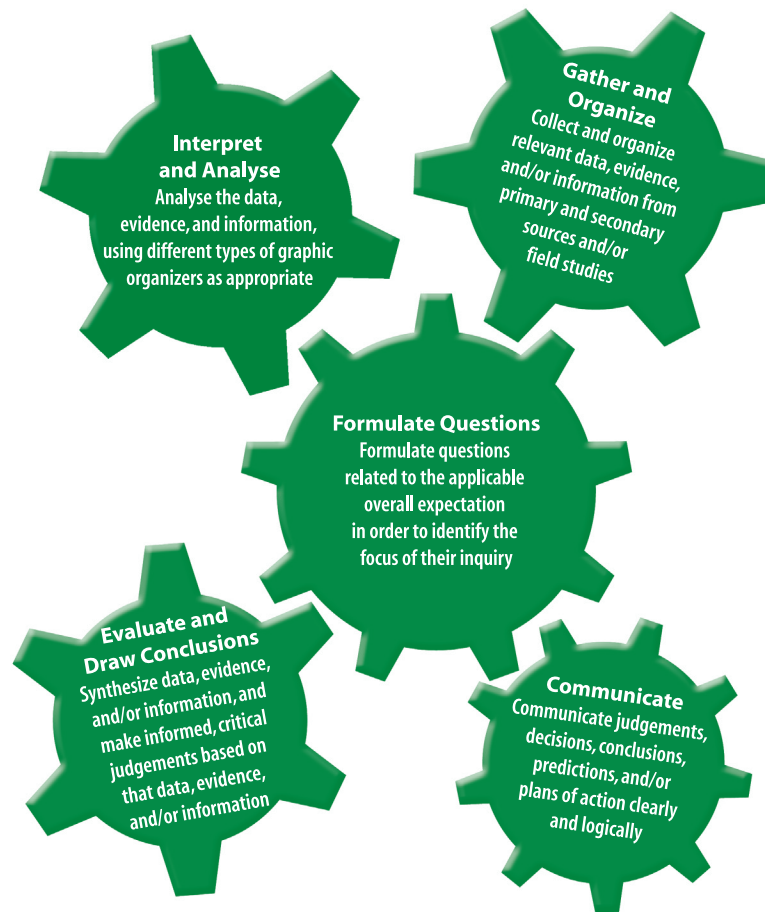 Interpret
and Analyse
Analyse the data,
evidence, and information,
using different types of graphic
organizers as appropriate
Gather and
Organize
Collect and organize
relevant data, evidence,
and/or information from
primary and secondary
sources and/or
field studies
Formulate Questions
Formulate questions
related to the applicable
overall expectation
in order to identify the
focus of their inquiry
Evaluate and
Draw Conclusions
Synthesize data, evidence,
and/or information, and
make informed, critical
judgements based on
that data, evidence,
and/or information
Communicate
Communicate judgements,
decisions, conclusions,
predictions, and/or
plans of action clearly
and logically